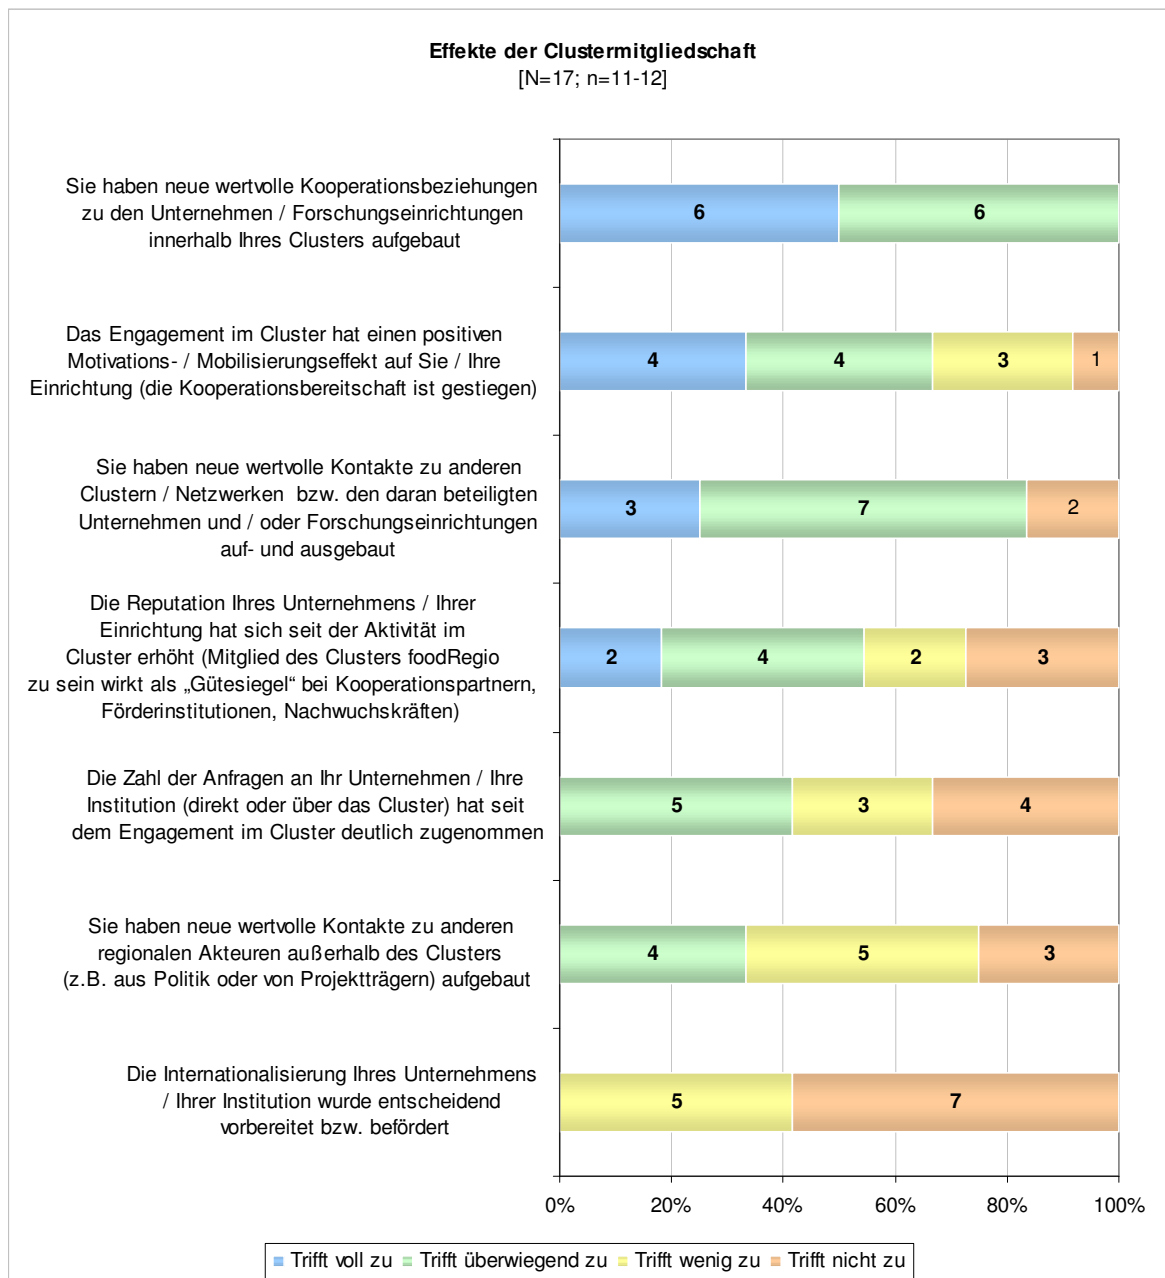 Effekte der Clustermitgliedschaft
[N=17; n=11-12]
Sie haben neue wertvolle Kooperationsbeziehungen
zu den Unternehmen / Forschungseinrichtungen
innerhalb Ihres Clusters aufgebaut
6 6
Das Engagement im Cluster hat einen positiven
Motivations- / Mobilisierungseffekt auf Sie / Ihre
Einrichtung (die Kooperationsbereitschaft ist gestiegen)
4 4 3 1
Sie haben neue wertvolle Kontakte zu anderen
Clustern / Netzwerken bzw. den daran beteiligten
Unternehmen und / oder Forschungseinrichtungen
auf- und ausgebaut
3 7 2
Die Reputation Ihres Unternehmens / Ihrer
Einrichtung hat sich seit der Aktivität im
Cluster erhöht (Mitglied des Clusters foodRegio
zu sein wirkt als „Gütesiegel“ bei Kooperationspartnern,
Förderinstitutionen, Nachwuchskräften)
2 4 2 3
Die Zahl der Anfragen an Ihr Unternehmen / Ihre
Institution (direkt oder über das Cluster) hat seit
dem Engagement im Cluster deutlich zugenommen
5 3 4
Sie haben neue wertvolle Kontakte zu anderen
regionalen Akteuren außerhalb des Clusters
(z.B. aus Politik oder von Projektträgern) aufgebaut
4 5 3
Die Internationalisierung Ihres Unternehmens
/ Ihrer Institution wurde entscheidend
vorbereitet bzw. befördert
5 7
0% 20% 40% 60% 80% 100%
Trifft voll zu Trifft überwiegend zu Trifft wenig zu Trifft nicht zu